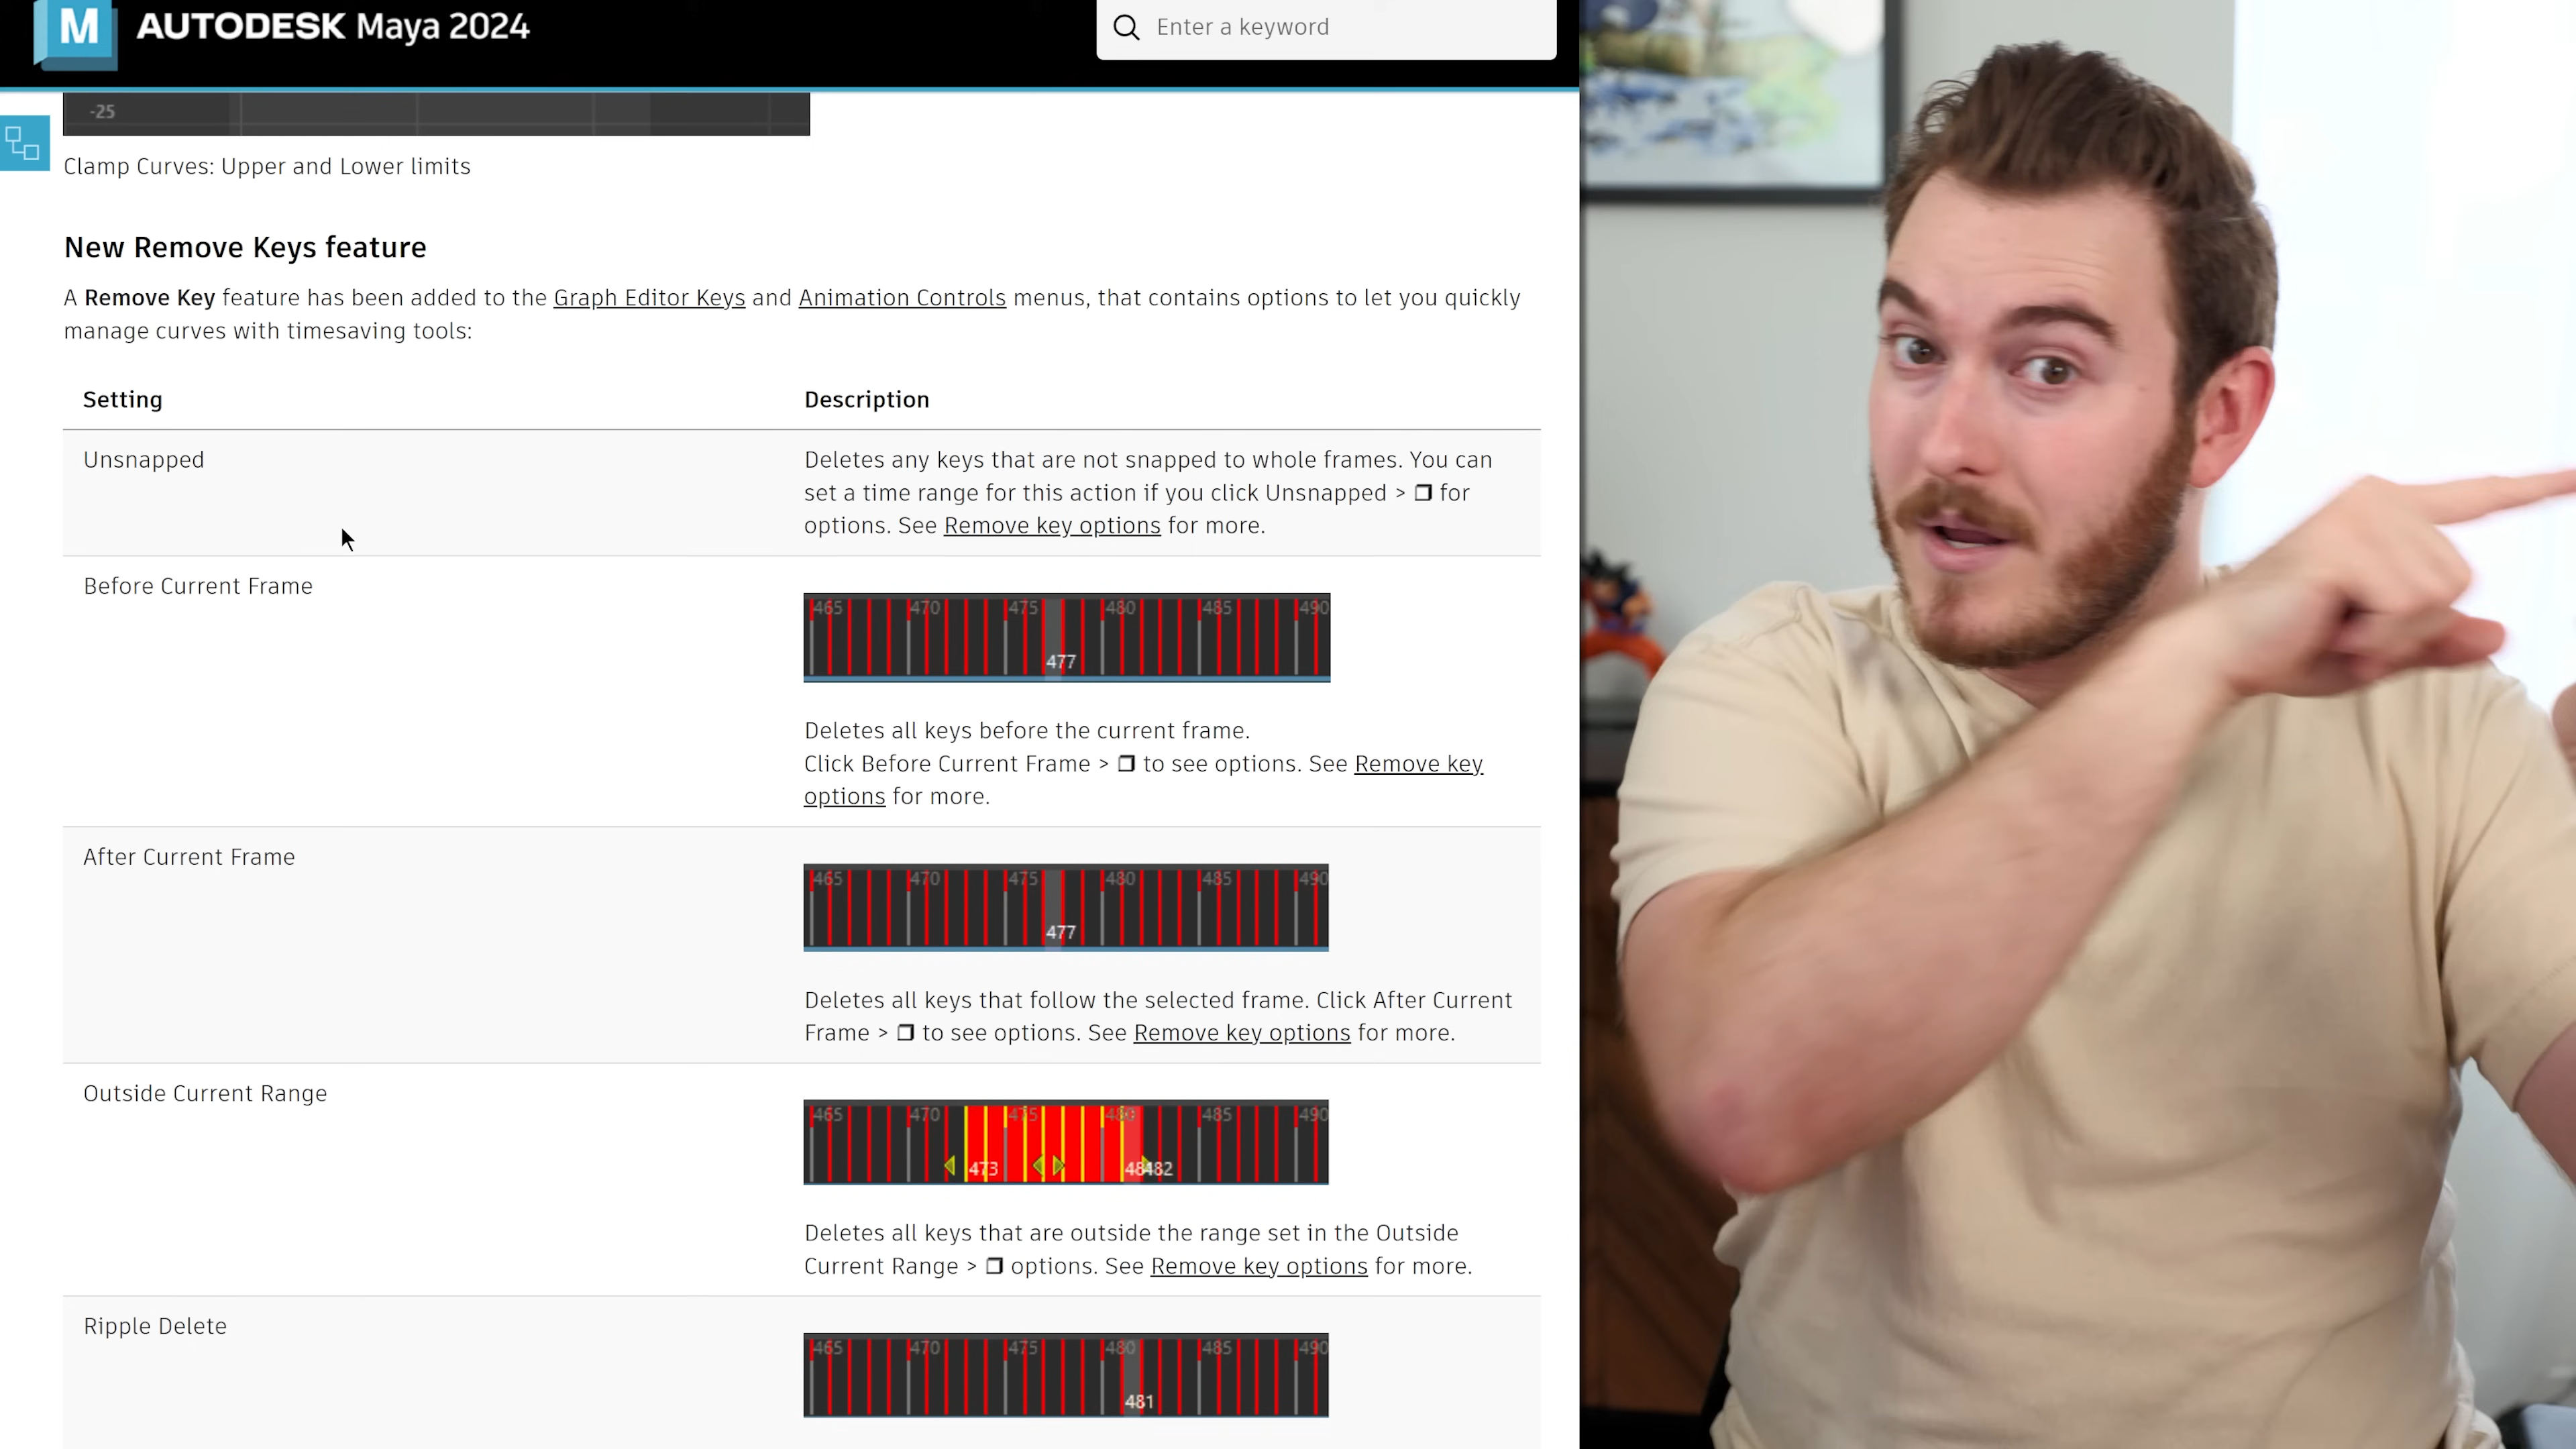 M AUTODESK Maya 2024
Enter a keyword
-25
Clamp Curves: Upper and Lower limits
New Remove Keys feature
A Remove Key feature has been added to the Graph Editor Keys and Animation Controls menus, that contains options to let you quickly
manage curves with timesaving tools:
Setting Description
Unsnapped
Deletes any keys that are not snapped to whole frames. You can
set a time range for this action if you click Unsnapped > ❐ for
options. See Remove key options for more.
Before Current Frame
465 470 475 480 485 490
477
Deletes all keys before the current frame.
Click Before Current Frame > ❐ to see options. See Remove key
options for more.
After Current Frame
465 470 475 480 485 490
477
Deletes all keys that follow the selected frame. Click After Current
Frame > ❐ to see options. See Remove key options for more.
Outside Current Range
465 470 475 480 485 490
473 482
Deletes all keys that are outside the range set in the Outside
Current Range > ❐ options. See Remove key options for more.
Ripple Delete
465 470 475 480 485 490
481